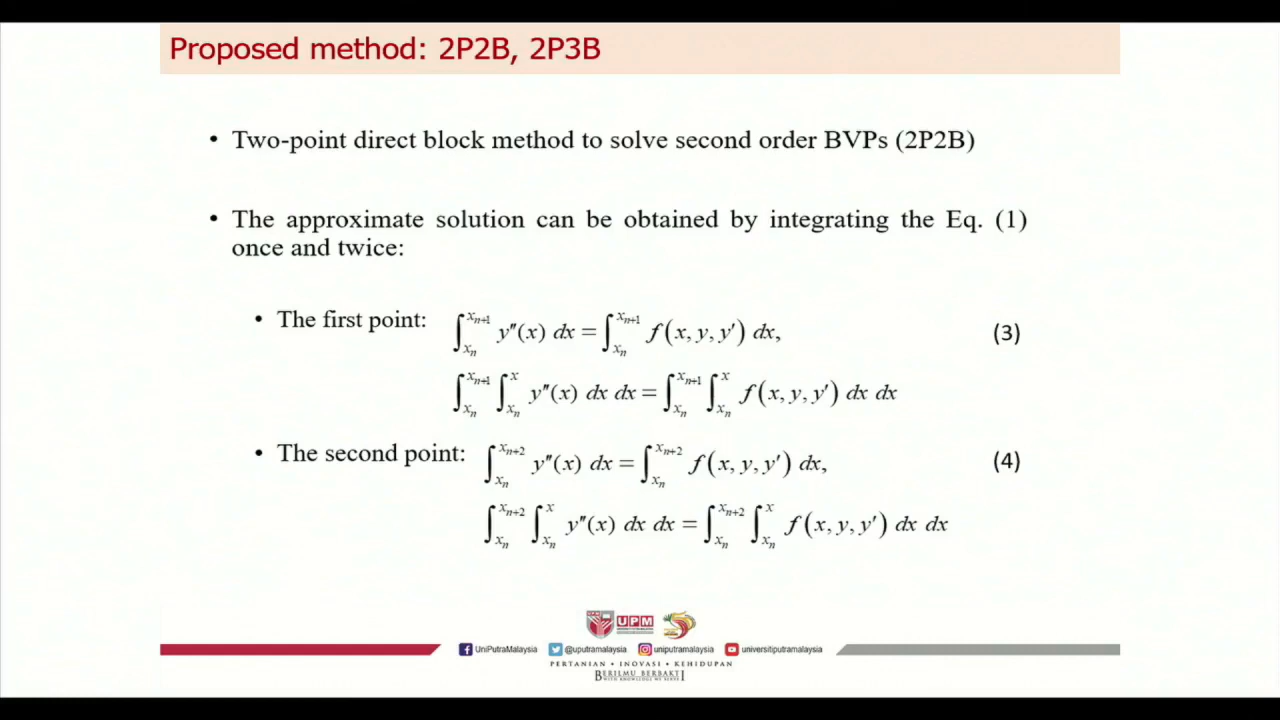 Proposed method: 2P2B, 2P3B
• Two-point direct block method to solve second order BVPs (2P2B)
• The approximate solution can be obtained by integrating the Eq. (1)
once and twice:
• The first point: ∫_{x_n}^{x_{n+1}} y″(x) dx = ∫_{x_n}^{x_{n+1}} f(x, y, y′) dx, (3)
∫_{x_n}^{x_{n+1}} ∫_{x_n}^{x} y″(x) dx dx = ∫_{x_n}^{x_{n+1}} ∫_{x_n}^{x} f(x, y, y′) dx dx
• The second point: ∫_{x_n}^{x_{n+2}} y″(x) dx = ∫_{x_n}^{x_{n+2}} f(x, y, y′) dx, (4)
∫_{x_n}^{x_{n+2}} ∫_{x_n}^{x} y″(x) dx dx = ∫_{x_n}^{x_{n+2}} ∫_{x_n}^{x} f(x, y, y′) dx dx
UPM
UniPutraMalaysia @uputramalaysia uniputramalaysia universitiputramalaysia
PERTANIAN • INOVASI • KEHIDUPAN
BERILMU BERBAKTI
WITH KNOWLEDGE WE SERVE